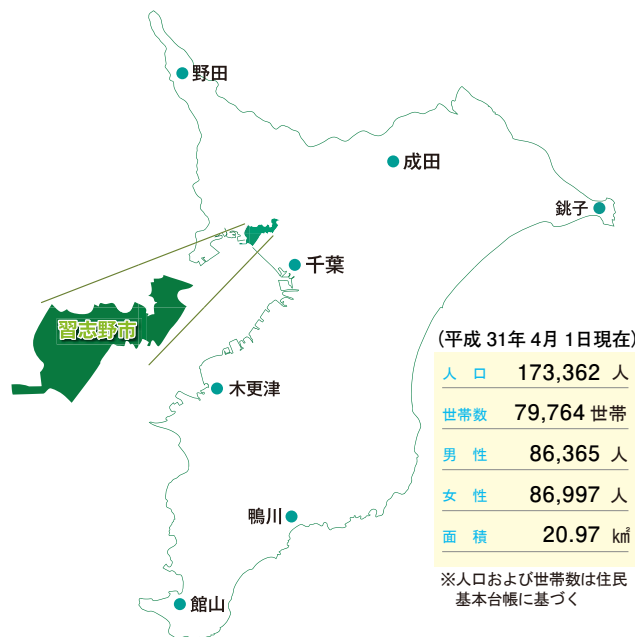 野田
成田
銚子
千葉
習志野市
木更津
鴨川
館山
(平成 31年 4月 1日現在)
人 口 173,362 人
世帯数 79,764 世帯
男 性 86,365 人
女 性 86,997 人
面 積 20.97 ㎢
※人口および世帯数は住民
基本台帳に基づく